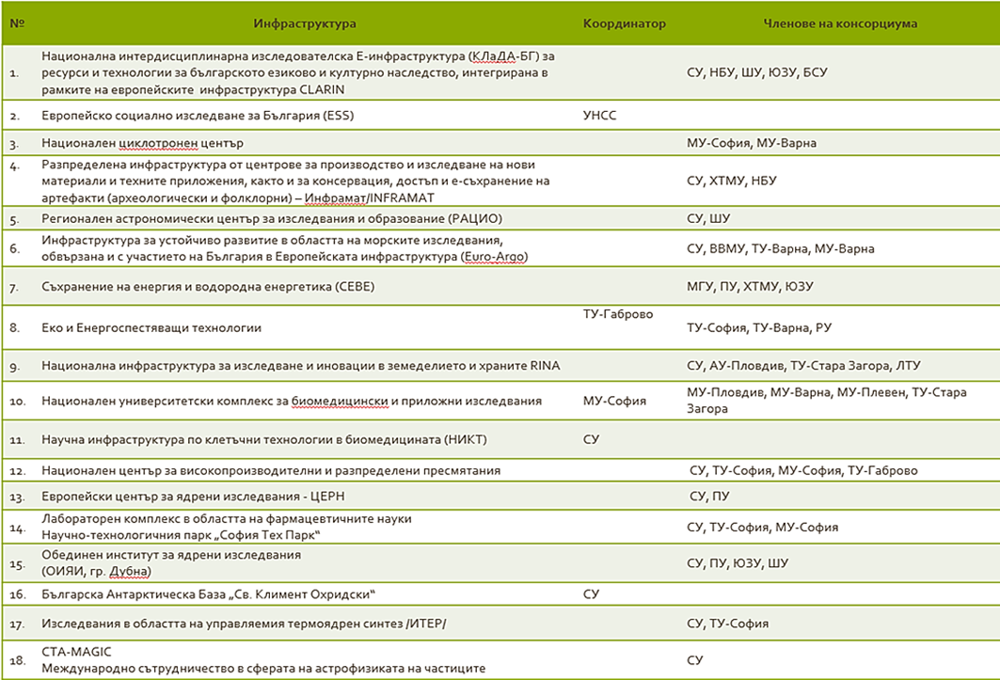 № Инфраструктура Координатор Членове на консорциума
Национална интердисциплинарна изследователска Е-инфраструктура (КЛаДА-БГ) за
1. ресурси и технологии за българското езиково и културно наследство, интегрирана в СУ, НБУ, ШУ, ЮЗУ, БСУ
рамките на европейските инфраструктура CLARIN
2. Европейско социално изследване за България (ESS) УНСС
3. Национален циклотронен център МУ-София, МУ-Варна
4. Разпределена инфраструктура от центрове за производство и изследване на нови
материали и техните приложения, както и за консервация, достъп и е-съхранение на СУ, ХТМУ, НБУ
артефакти (археологически и фолклорни) – Инфрамат/INFRAMAT
5. Регионален астрономически център за изследвания и образование (РАЦИО) СУ, ШУ
6. Инфраструктура за устойчиво развитие в областта на морските изследвания, СУ, ВВМУ, ТУ-Варна, МУ-Варна
обвързана и с участието на България в Европейската инфраструктура (Euro-Argo)
7. Съхранение на енергия и водородна енергетика (СЕВЕ) МГУ, ПУ, ХТМУ, ЮЗУ
ТУ-Габрово
8. Еко и Енергоспестяващи технологии ТУ-София, ТУ-Варна, РУ
9. Национална инфраструктура за изследване и иновации в земеделието и храните RINA СУ, АУ-Пловдив, ТУ-Стара Загора, ЛТУ
10. Национален университетски комплекс за биомедицински и приложни изследвания МУ-София МУ-Пловдив, МУ-Варна, МУ-Плевен, ТУ-Стара
Загора
11. Научна инфраструктура по клетъчни технологии в биомедицината (НИКТ) СУ
12. Национален център за високопроизводителни и разпределени пресмятания СУ, ТУ-София, МУ-София, ТУ-Габрово
13. Европейски център за ядрени изследвания - ЦЕРН СУ, ПУ
14. Лабораторен комплекс в областта на фармацевтичните науки СУ, ТУ-София, МУ-София
Научно-технологичния парк „София Тех Парк“
15. Обединен институт за ядрени изследвания СУ, ПУ, ЮЗУ, ШУ
(ОИЯИ, гр. Дубна)
16. Българска Антарктическа База „Св. Климент Охридски“ СУ
17. Изследвания в областта на управляемия термоядрен синтез /ИТЕР/ СУ, ТУ-София
18. CTA-MAGIC СУ
Международно сътрудничество в сферата на астрофизиката на частиците